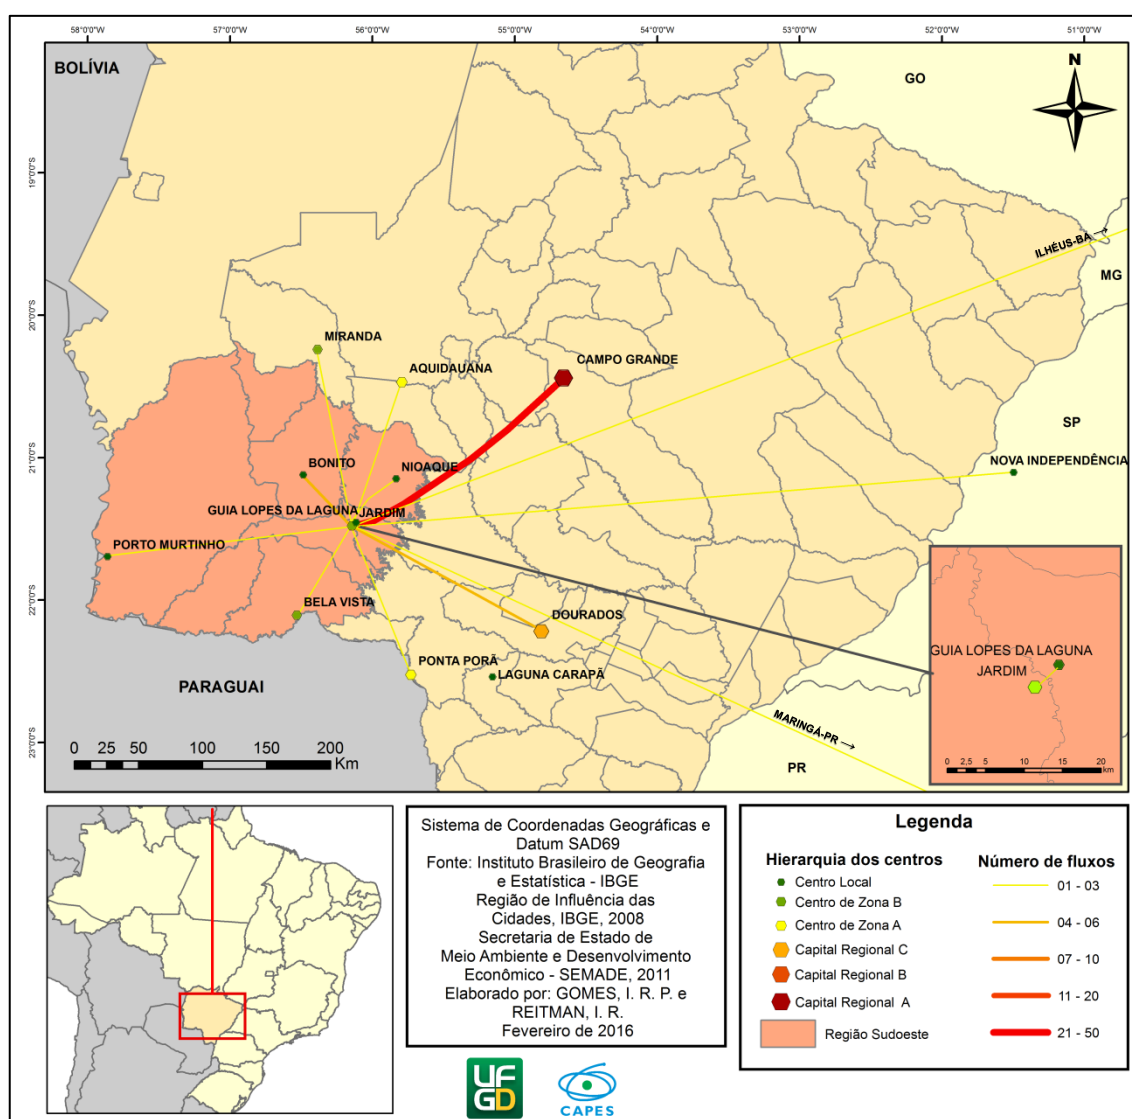 58°0'0"O 57°0'0"O 56°0'0"O 55°0'0"O 54°0'0"O 53°0'0"O 52°0'0"O 51°0'0"O
BOLÍVIA
GO
N
19°0'0"S
ILHÉUS-BA →
MG
20°0'0"S
MIRANDA
CAMPO GRANDE
AQUIDAUANA
SP
21°0'0"S
BONITO
NIOAQUE
NOVA INDEPENDÊNCIA
GUIA LOPES DA LAGUNA
JARDIM
PORTO MURTINHO
22°0'0"S
BELA VISTA
DOURADOS
GUIA LOPES DA LAGUNA
JARDIM
PONTA PORÃ
LAGUNA CARAPÃ
PARAGUAI
MARINGÁ-PR →
23°0'0"S
0 25 50 100 150 200
Km
PR
0 2,5 5 10 15 20
km
Sistema de Coordenadas Geográficas e
Datum SAD69
Fonte: Instituto Brasileiro de Geografia
e Estatística - IBGE
Região de Influência das
Cidades, IBGE, 2008
Secretaria de Estado de
Meio Ambiente e Desenvolvimento
Econômico - SEMADE, 2011
Elaborado por: GOMES, I. R. P. e
REITMAN, I. R.
Fevereiro de 2016
Legenda
Hierarquia dos centros
Centro Local
Centro de Zona B
Centro de Zona A
Capital Regional C
Capital Regional B
Capital Regional A
Região Sudoeste
Número de fluxos
01 - 03
04 - 06
07 - 10
11 - 20
21 - 50
UF
GD
CAPES